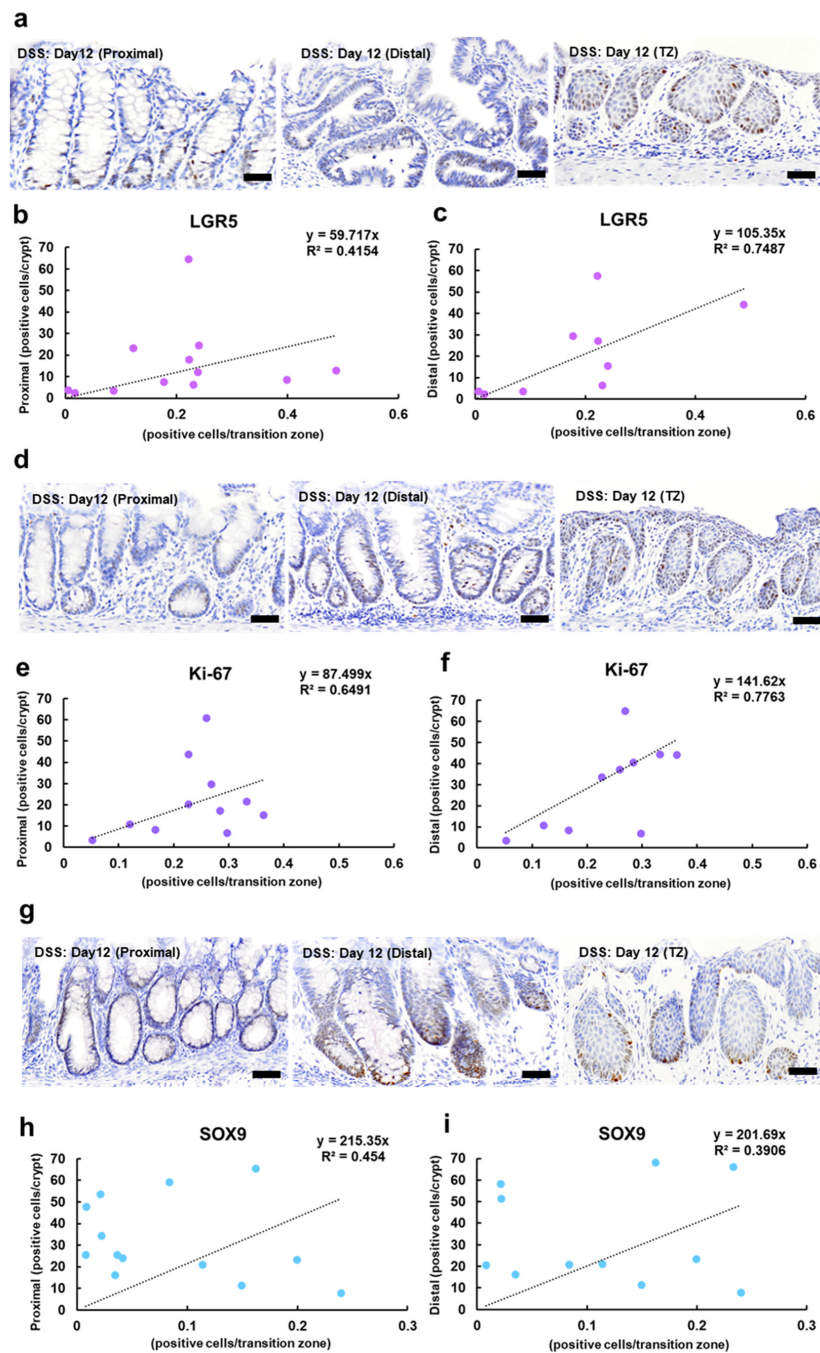 a
DSS: Day12 (Proximal)
DSS: Day 12 (Distal)
DSS: Day 12 (TZ)
b
LGR5
y = 59.717x
R² = 0.4154
Proximal (positive cells/crypt)
70
60
50
40
30
20
10
0
0
0.2
0.4
0.6
(positive cells/transition zone)
c
LGR5
y = 105.35x
R² = 0.7487
Distal (positive cells/crypt)
70
60
50
40
30
20
10
0
0
0.2
0.4
0.6
(positive cells/transition zone)
d
DSS: Day12 (Proximal)
DSS: Day 12 (Distal)
DSS: Day 12 (TZ)
e
Ki-67
y = 87.499x
R² = 0.6491
Proximal (positive cells/crypt)
70
60
50
40
30
20
10
0
0
0.1
0.2
0.3
0.4
0.5
0.6
(positive cells/transition zone)
f
Ki-67
y = 141.62x
R² = 0.7763
Distal (positive cells/crypt)
70
60
50
40
30
20
10
0
0
0.1
0.2
0.3
0.4
0.5
0.6
(positive cells/transition zone)
g
DSS: Day12 (Proximal)
DSS: Day 12 (Distal)
DSS: Day 12 (TZ)
h
SOX9
y = 215.35x
R² = 0.454
Proximal (positive cells/crypt)
70
60
50
40
30
20
10
0
0
0.1
0.2
0.3
(positive cells/transition zone)
i
SOX9
y = 201.69x
R² = 0.3906
Distal (positive cells/crypt)
70
60
50
40
30
20
10
0
0
0.1
0.2
0.3
(positive cells/transition zone)